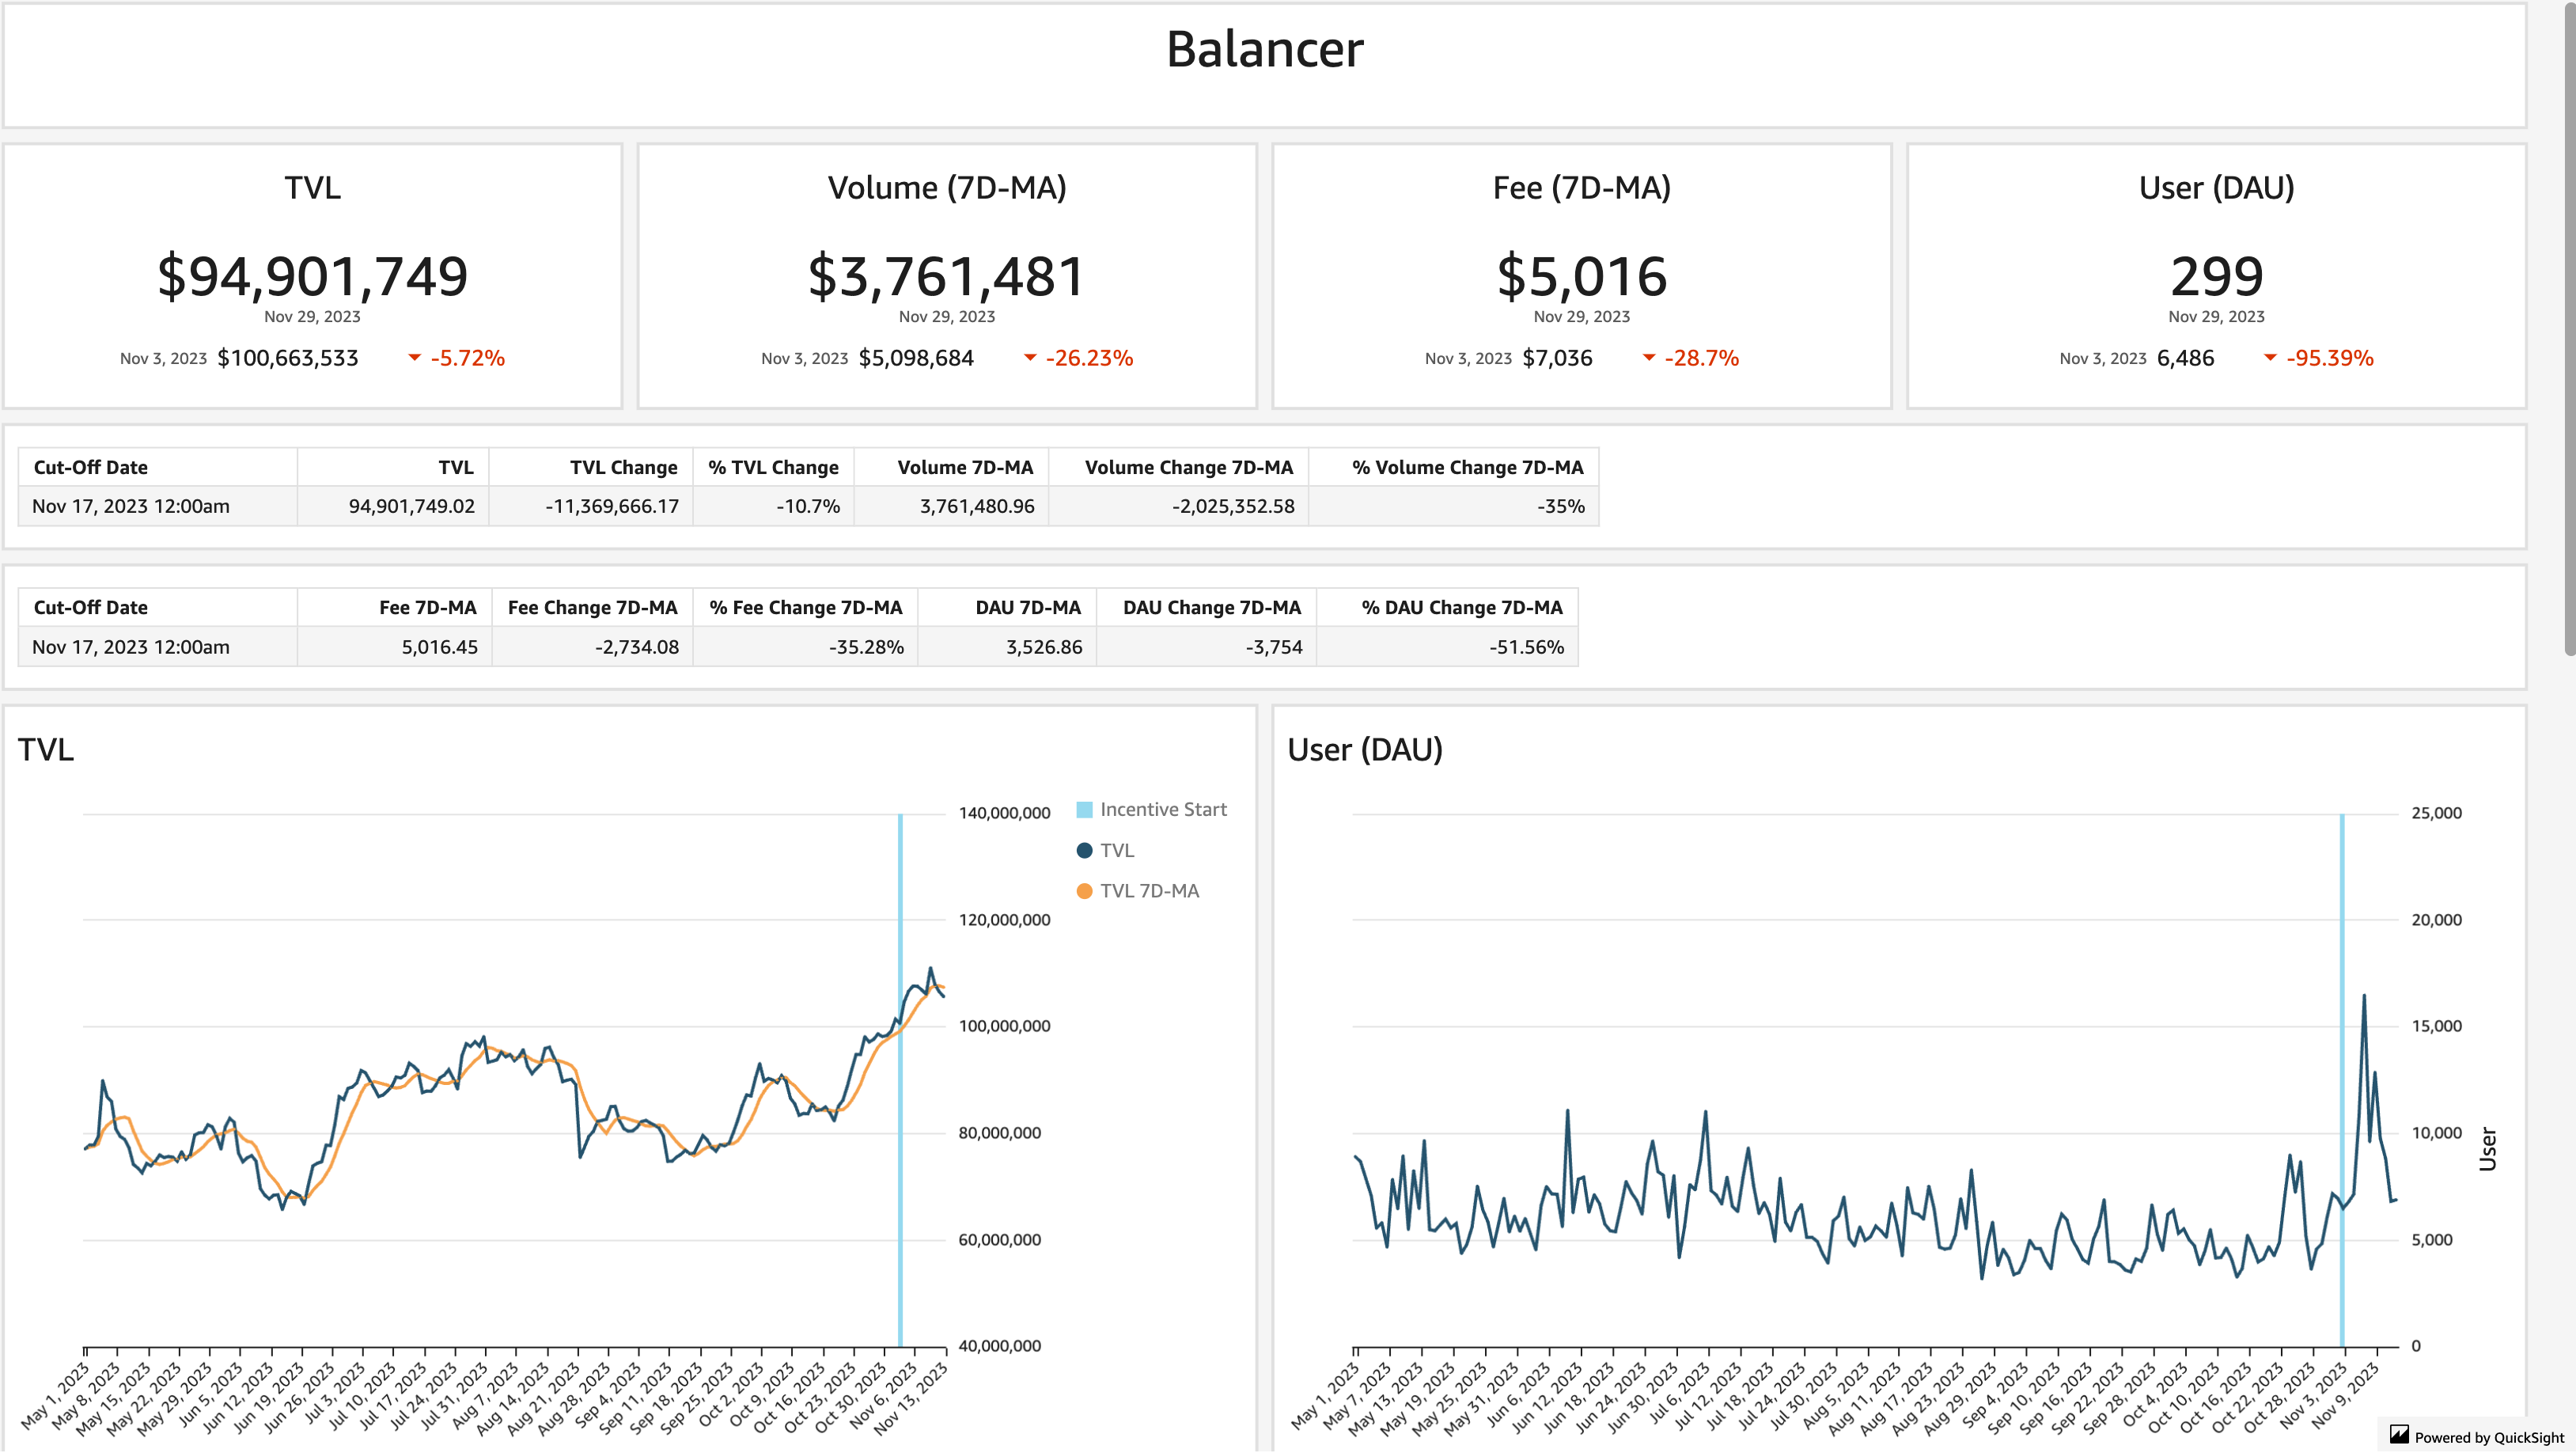 Balancer
TVL
$94,901,749
Nov 29, 2023
Nov 3, 2023 $100,663,533 -5.72%
Volume (7D-MA)
$3,761,481
Nov 29, 2023
Nov 3, 2023 $5,098,684 -26.23%
Fee (7D-MA)
$5,016
Nov 29, 2023
Nov 3, 2023 $7,036 -28.7%
User (DAU)
299
Nov 29, 2023
Nov 3, 2023 6,486 -95.39%
Cut-Off Date TVL TVL Change % TVL Change Volume 7D-MA Volume Change 7D-MA % Volume Change 7D-MA
Nov 17, 2023 12:00am 94,901,749.02 -11,369,666.17 -10.7% 3,761,480.96 -2,025,352.58 -35%
Cut-Off Date Fee 7D-MA Fee Change 7D-MA % Fee Change 7D-MA DAU 7D-MA DAU Change 7D-MA % DAU Change 7D-MA
Nov 17, 2023 12:00am 5,016.45 -2,734.08 -35.28% 3,526.86 -3,754 -51.56%
TVL
140,000,000
120,000,000
100,000,000
80,000,000
60,000,000
40,000,000
Incentive Start
TVL
TVL 7D-MA
May 1, 2023
May 8, 2023
May 15, 2023
May 22, 2023
May 29, 2023
Jun 5, 2023
Jun 12, 2023
Jun 19, 2023
Jun 26, 2023
Jul 3, 2023
Jul 10, 2023
Jul 17, 2023
Jul 24, 2023
Jul 31, 2023
Aug 7, 2023
Aug 14, 2023
Aug 21, 2023
Aug 28, 2023
Sep 4, 2023
Sep 11, 2023
Sep 18, 2023
Sep 25, 2023
Oct 2, 2023
Oct 9, 2023
Oct 16, 2023
Oct 23, 2023
Oct 30, 2023
Nov 6, 2023
Nov 13, 2023
User (DAU)
25,000
20,000
15,000
10,000
5,000
0
User
May 1, 2023
May 7, 2023
May 13, 2023
May 19, 2023
May 25, 2023
May 31, 2023
Jun 6, 2023
Jun 12, 2023
Jun 18, 2023
Jun 24, 2023
Jun 30, 2023
Jul 6, 2023
Jul 12, 2023
Jul 18, 2023
Jul 24, 2023
Jul 30, 2023
Aug 5, 2023
Aug 11, 2023
Aug 17, 2023
Aug 23, 2023
Aug 29, 2023
Sep 4, 2023
Sep 10, 2023
Sep 16, 2023
Sep 22, 2023
Sep 28, 2023
Oct 4, 2023
Oct 10, 2023
Oct 16, 2023
Oct 22, 2023
Oct 28, 2023
Nov 3, 2023
Nov 9, 2023
Powered by QuickSight